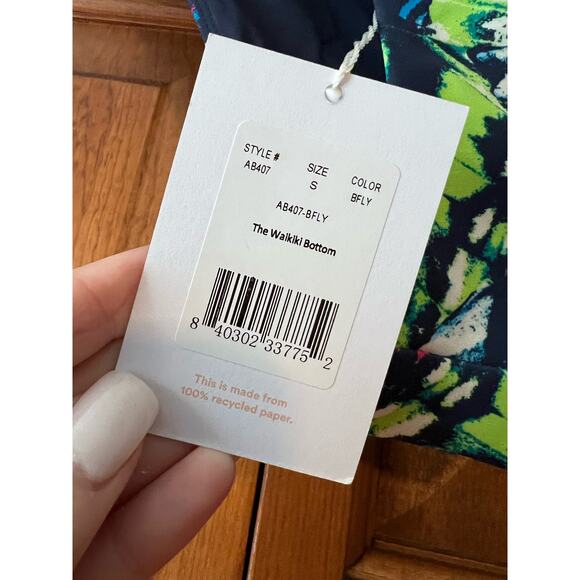 STYLE # SIZE COLOR
AB407 S BFLY
AB407-BFLY
The Waikiki Bottom
8 40302 33775 2
This is made from
100% recycled paper.